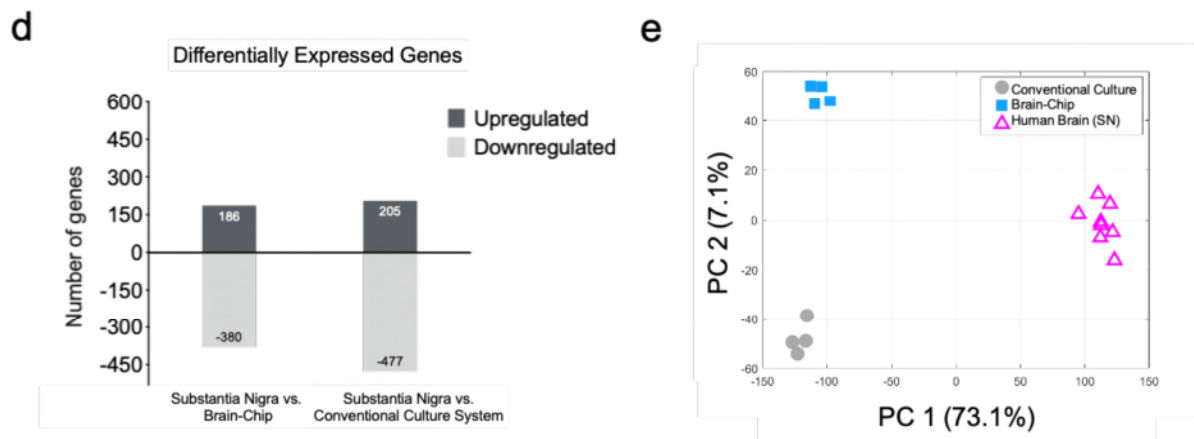 d
Differentially Expressed Genes
600
450
300
150
0
-150
-300
-450
Number of genes
Upregulated
Downregulated
186
205
-380
-477
Substantia Nigra vs.
Brain-Chip
Substantia Nigra vs.
Conventional Culture System
e
60
40
20
0
-20
-40
-60
PC 2 (7.1%)
Conventional Culture
Brain-Chip
Human Brain (SN)
-150
-100
-50
0
50
100
150
PC 1 (73.1%)